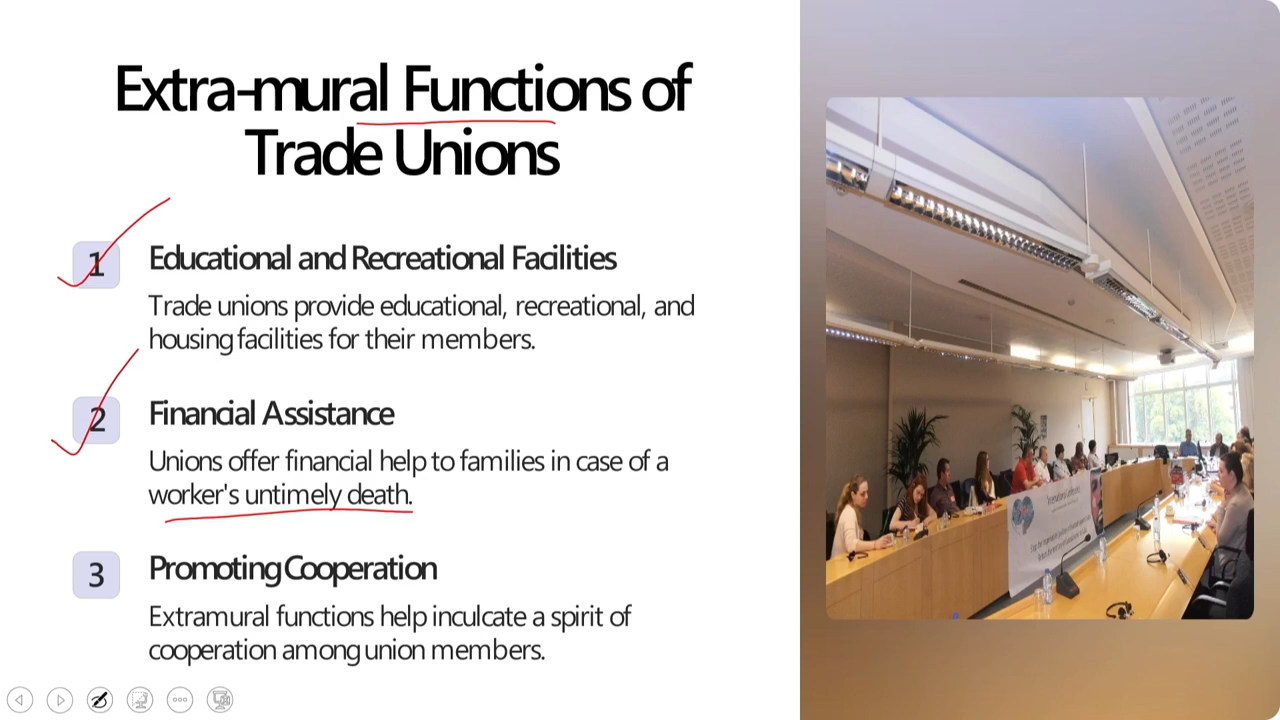 Extra-mural Functions of
Trade Unions
1
Educational and Recreational Facilities
Trade unions provide educational, recreational, and
housing facilities for their members.
2
Financial Assistance
Unions offer financial help to families in case of a
worker's untimely death.
3
Promoting Cooperation
Extramural functions help inculcate a spirit of
cooperation among union members.